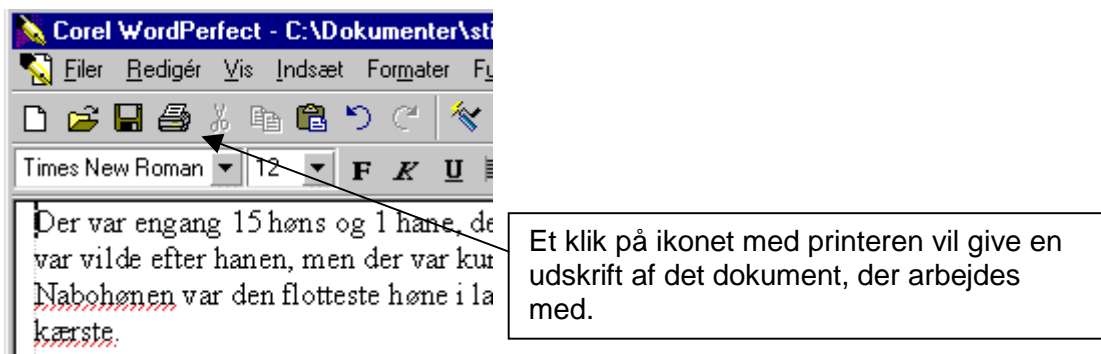 Corel WordPerfect - C:\Dokumenter\sti
Filer Redigér Vis Indsæt Formater
Times New Roman 12 F K U
Der var engang 15 høns og 1 hane, de
var vilde efter hanen, men der var kun
Nabohønen var den flotteste høne i la
kærste.
Et klik på ikonet med printeren vil give en
udskrift af det dokument, der arbejdes
med.